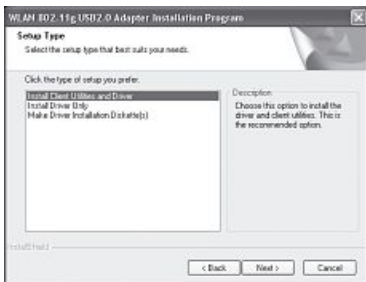 WLAN 802.11g USB2.0 Adapter Installation Program
Setup Type
Select the setup type that best suits your needs.
Click the type of setup you prefer.
Install Client Utilities and Driver
Install Driver Only
Make Driver Installation Diskette(s)
Description
Choose this option to install the
driver and client utilities. This is
the recommended option.
InstallShield
< Back
Next >
Cancel